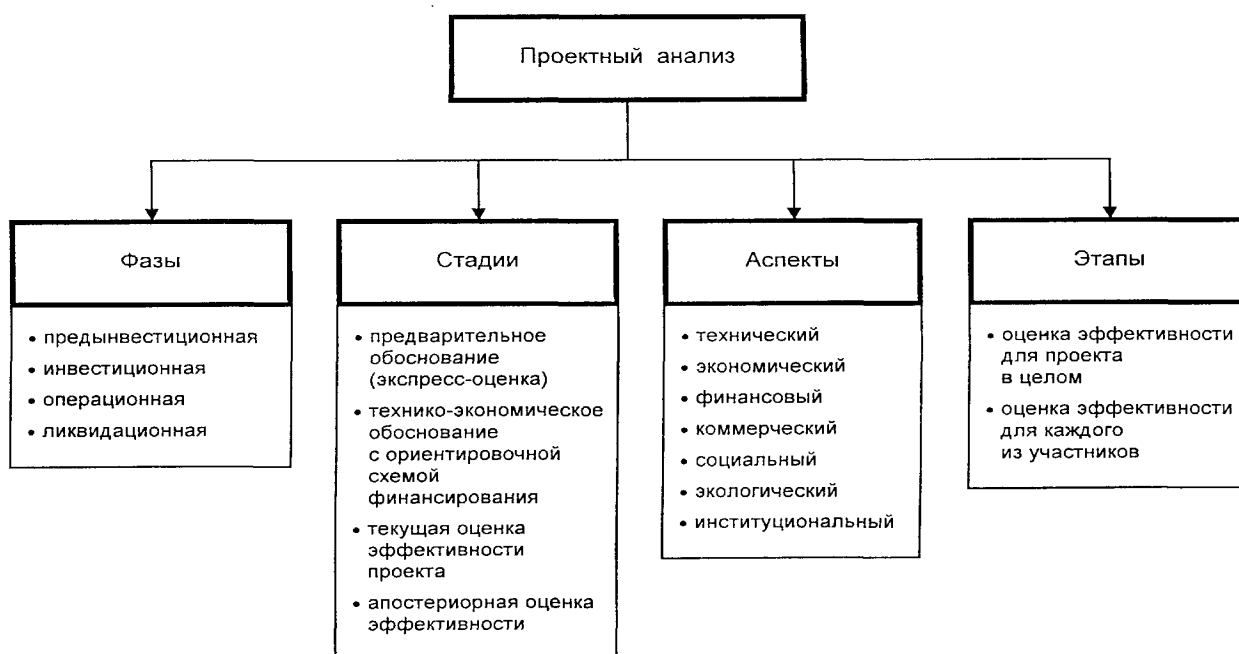 Проектный анализ
Фазы
• предынвестиционная
• инвестиционная
• операционная
• ликвидационная
Стадии
• предварительное
обоснование
(экспресс-оценка)
• технико-экономическое
обоснование
с ориентировочной
схемой
финансирования
• текущая оценка
эффективности
проекта
• апостериорная оценка
эффективности
Аспекты
• технический
• экономический
• финансовый
• коммерческий
• социальный
• экологический
• институциональный
Этапы
• оценка эффективности
для проекта
в целом
• оценка эффективности
для каждого
из участников